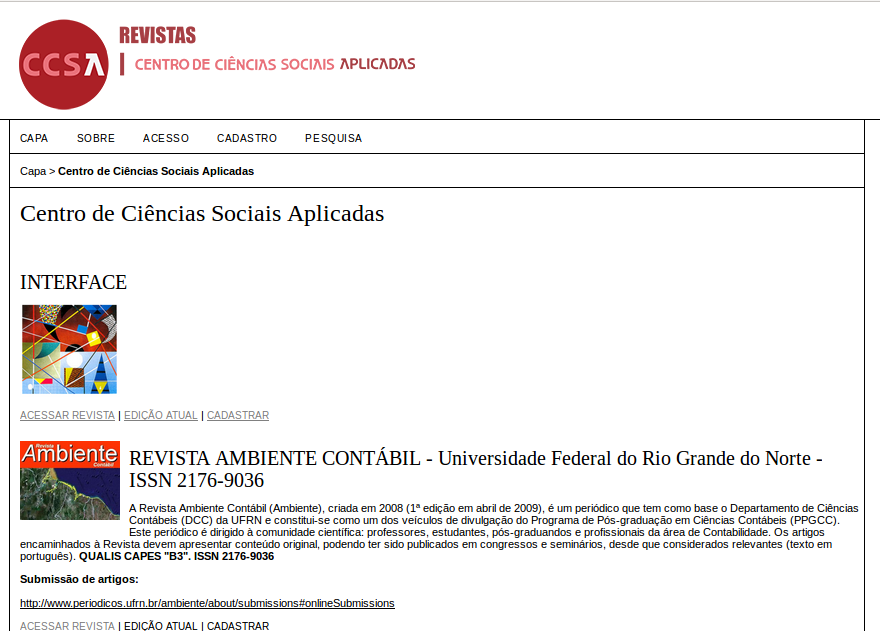 CCSA
REVISTAS
CENTRO DE CIÊNCIAS SOCIAIS APLICADAS
CAPA SOBRE ACESSO CADASTRO PESQUISA
Capa > Centro de Ciências Sociais Aplicadas
Centro de Ciências Sociais Aplicadas
INTERFACE
ACESSAR REVISTA | EDIÇÃO ATUAL | CADASTRAR
Revista
Ambiente
Contábil
REVISTA AMBIENTE CONTÁBIL - Universidade Federal do Rio Grande do Norte -
ISSN 2176-9036
A Revista Ambiente Contábil (Ambiente), criada em 2008 (1ª edição em abril de 2009), é um periódico que tem como base o Departamento de Ciências
Contábeis (DCC) da UFRN e constitui-se como um dos veículos de divulgação do Programa de Pós-graduação em Ciências Contábeis (PPGCC).
Este periódico é dirigido à comunidade científica: professores, estudantes, pós-graduandos e profissionais da área de Contabilidade. Os artigos
encaminhados à Revista devem apresentar conteúdo original, podendo ter sido publicados em congressos e seminários, desde que considerados relevantes (texto em
português). QUALIS CAPES "B3". ISSN 2176-9036
Submissão de artigos:
http://www.periodicos.ufrn.br/ambiente/about/submissions#onlineSubmissions
ACESSAR REVISTA | EDIÇÃO ATUAL | CADASTRAR